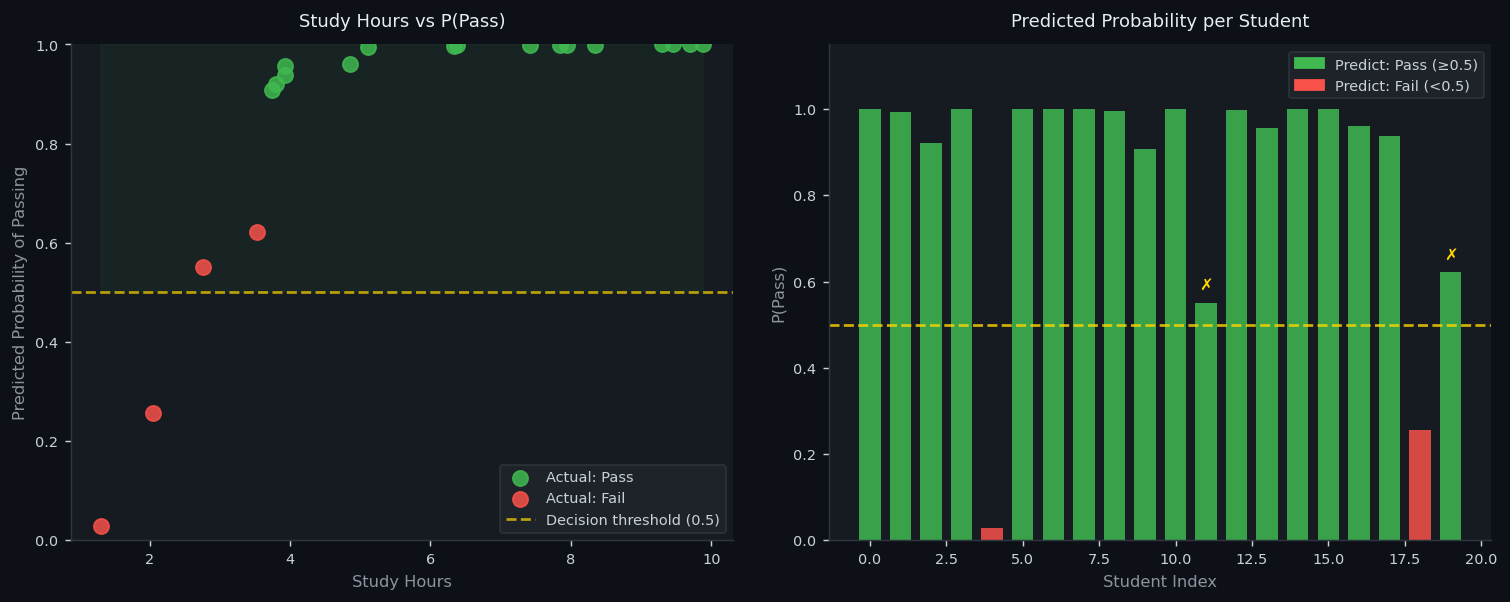 Study Hours vs P(Pass)
Predicted Probability of Passing
1.0
0.8
0.6
0.4
0.2
0.0
Actual: Pass
Actual: Fail
Decision threshold (0.5)
2 4 6 8 10
Study Hours
Predicted Probability per Student
P(Pass)
Predict: Pass (≥0.5)
Predict: Fail (<0.5)
1.0
0.8
0.6
0.4
0.2
0.0
✗
✗
0.0 2.5 5.0 7.5 10.0 12.5 15.0 17.5 20.0
Student Index